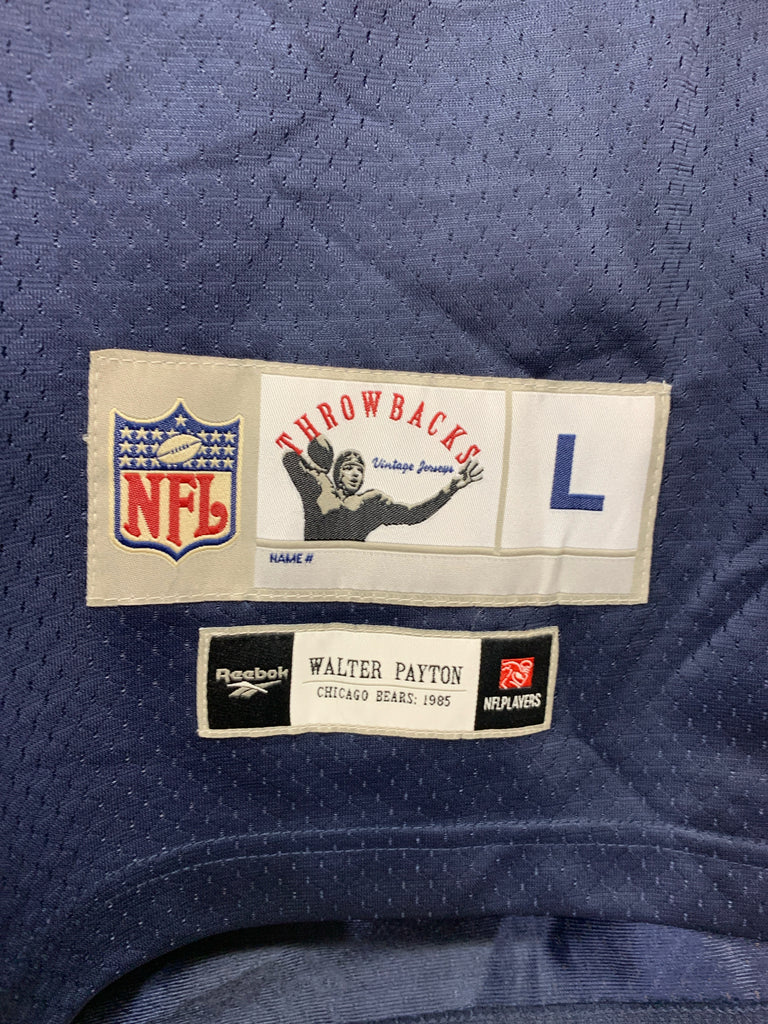 NFL
THROWBACKS
Vintage Jerseys
L
NAME #
Reebok
WALTER PAYTON
CHICAGO BEARS: 1985
NFLPLAYERS